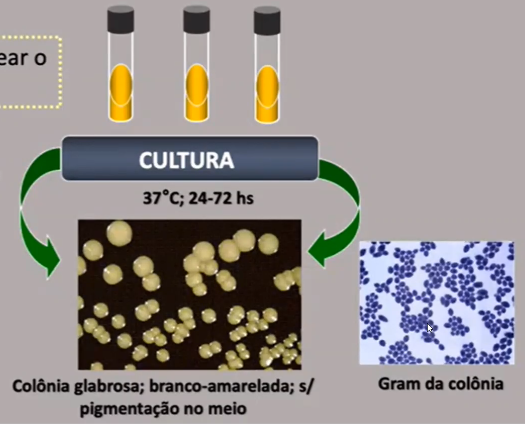 ear o
CULTURA
37°C; 24-72 hs
Colônia glabrosa; branco-amarelada; s/
pigmentação no meio
Gram da colônia